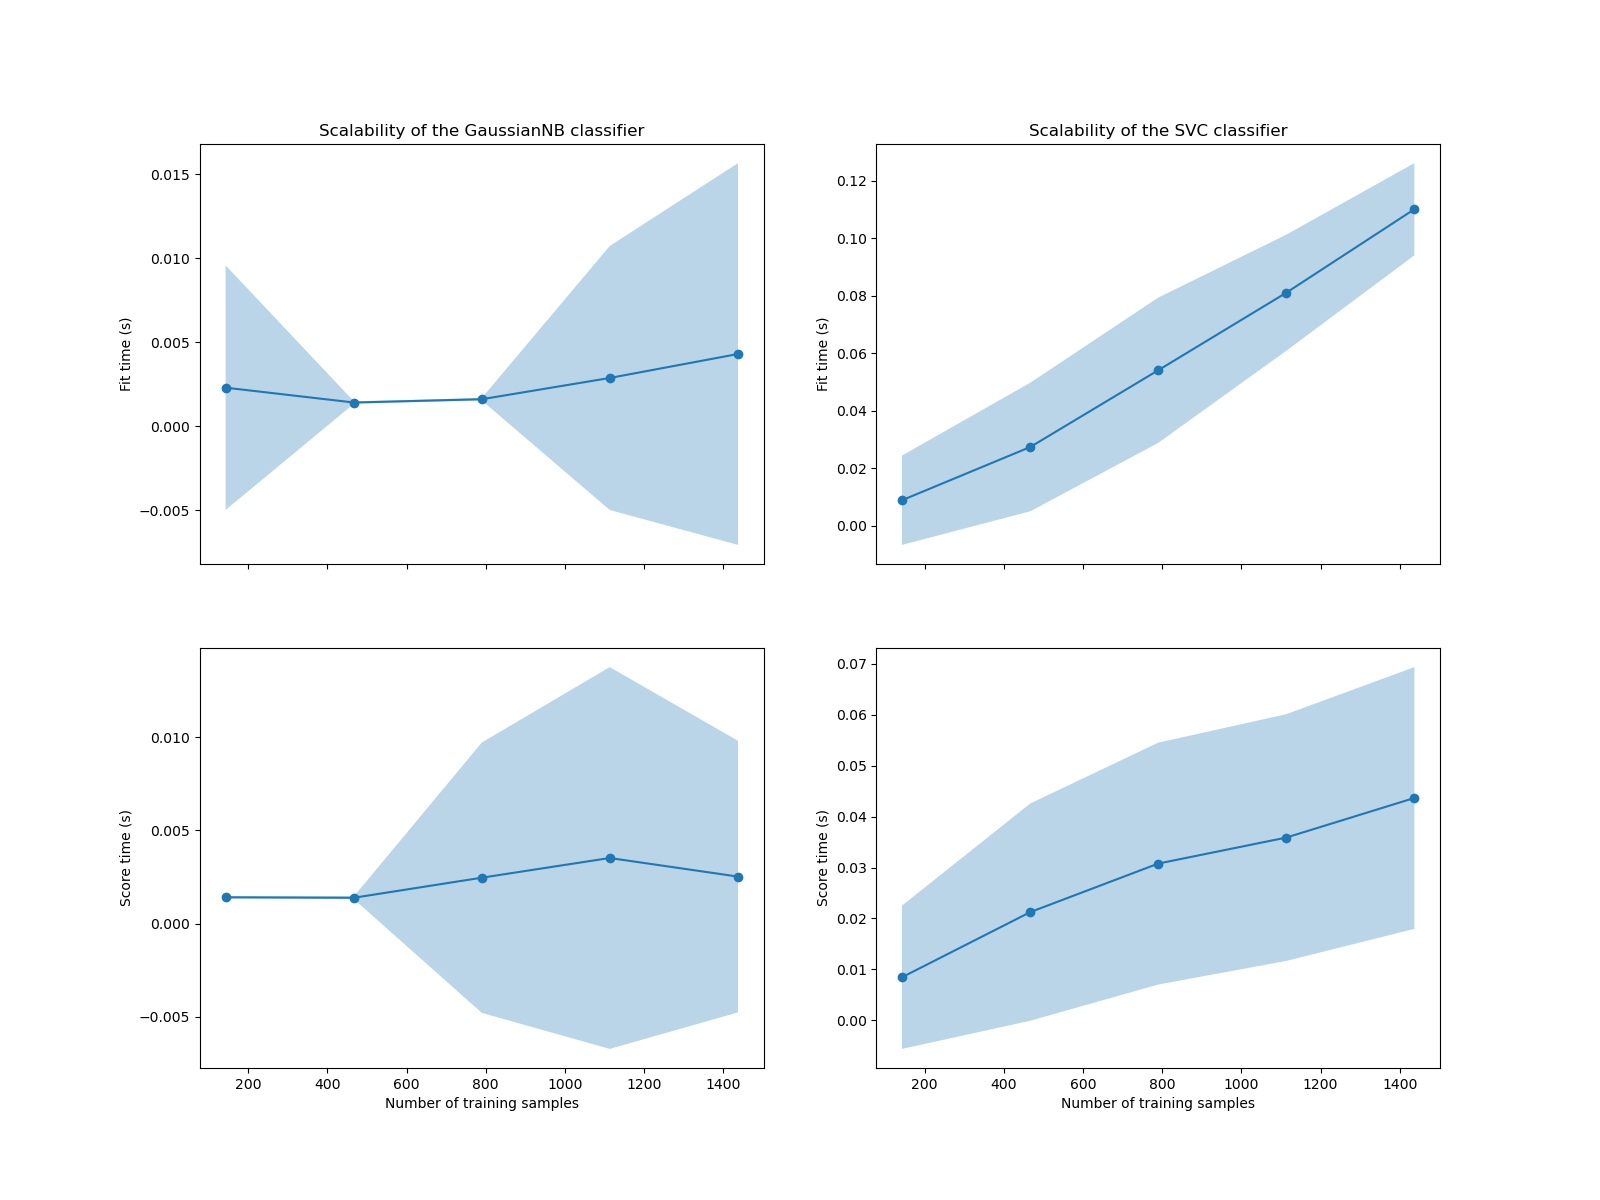 Scalability of the GaussianNB classifier
0.015
0.010
0.005
0.000
−0.005
Fit time (s)
Scalability of the SVC classifier
0.12
0.10
0.08
0.06
0.04
0.02
0.00
Fit time (s)
0.010
0.005
0.000
−0.005
Score time (s)
200 400 600 800 1000 1200 1400
Number of training samples
0.07
0.06
0.05
0.04
0.03
0.02
0.01
0.00
Score time (s)
200 400 600 800 1000 1200 1400
Number of training samples